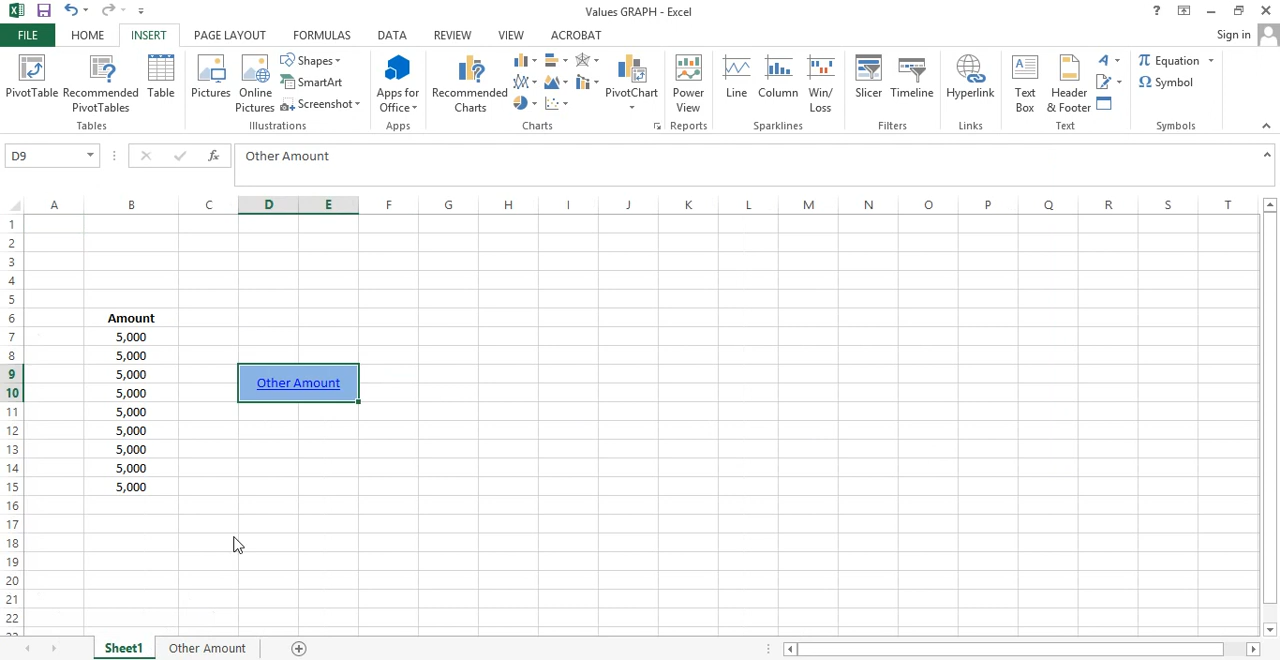 Values GRAPH - Excel
?
FILE HOME INSERT PAGE LAYOUT FORMULAS DATA REVIEW VIEW ACROBAT Sign in
PivotTable Recommended PivotTables Table
Tables
Pictures Online Pictures Shapes SmartArt Screenshot
Illustrations
Apps for Office
Apps
Recommended Charts PivotChart
Charts
Power View
Reports
Line Column Win/Loss
Sparklines
Slicer Timeline
Filters
Hyperlink
Links
Text Box Header & Footer
Text
π Equation
Ω Symbol
Symbols
D9 fx Other Amount
A B C D E F G H I J K L M N O P Q R S T
1
2
3
4
5
6 Amount
7 5,000
8 5,000
9 5,000
Other Amount
10 5,000
11 5,000
12 5,000
13 5,000
14 5,000
15 5,000
16
17
18
19
20
21
22
Sheet1 Other Amount